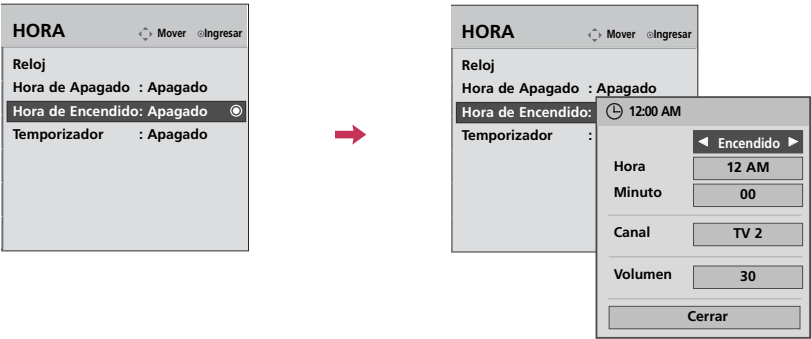 HORA Mover Ingresar
Reloj
Hora de Apagado : Apagado
Hora de Encendido: Apagado
Temporizador : Apagado
HORA Mover Ingresar
Reloj
Hora de Apagado : Apagado
Hora de Encendido:
Temporizador :
12:00 AM
◀ Encendido ▶
Hora 12 AM
Minuto 00
Canal TV 2
Volumen 30
Cerrar